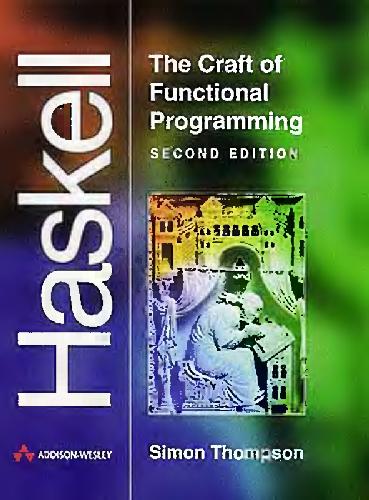 Haskell
The Craft of
Functional
Programming
SECOND EDITION
ADDISON-WESLEY
Simon Thompson